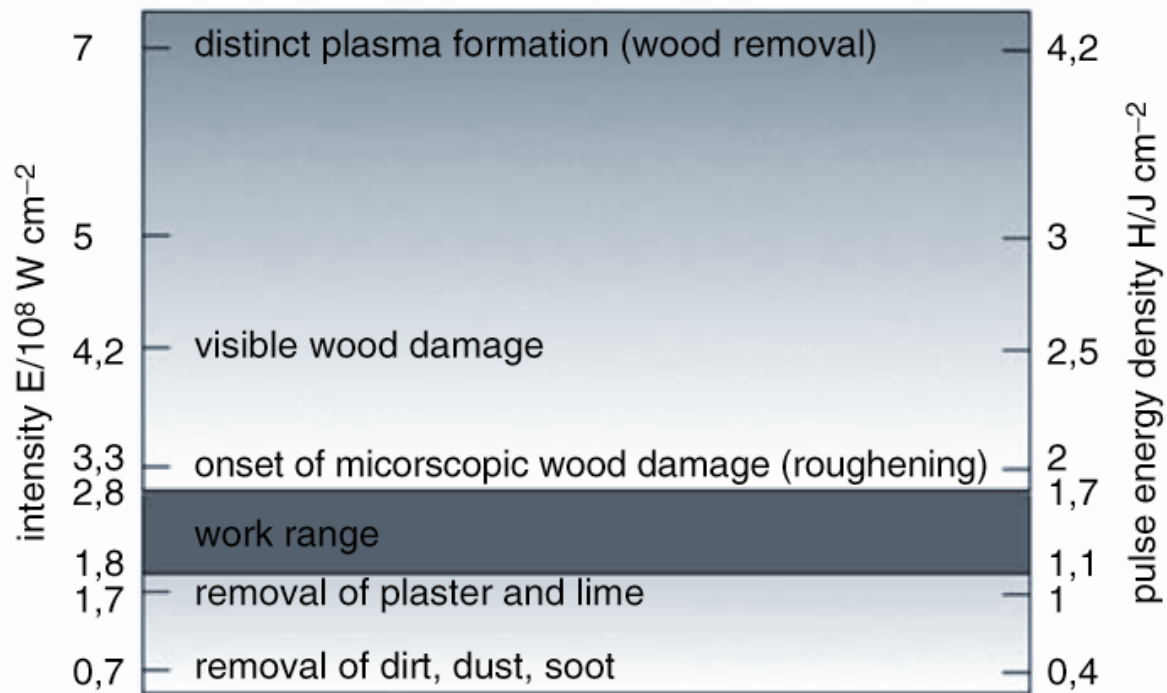 7 distinct plasma formation (wood removal) 4,2
intensity E/10⁸ W cm⁻²
pulse energy density H/J cm⁻²
5 3
4,2 visible wood damage 2,5
3,3 onset of micorscopic wood damage (roughening) 2
2,8 1,7
work range
1,8 1,1
1,7 removal of plaster and lime 1
0,7 removal of dirt, dust, soot 0,4